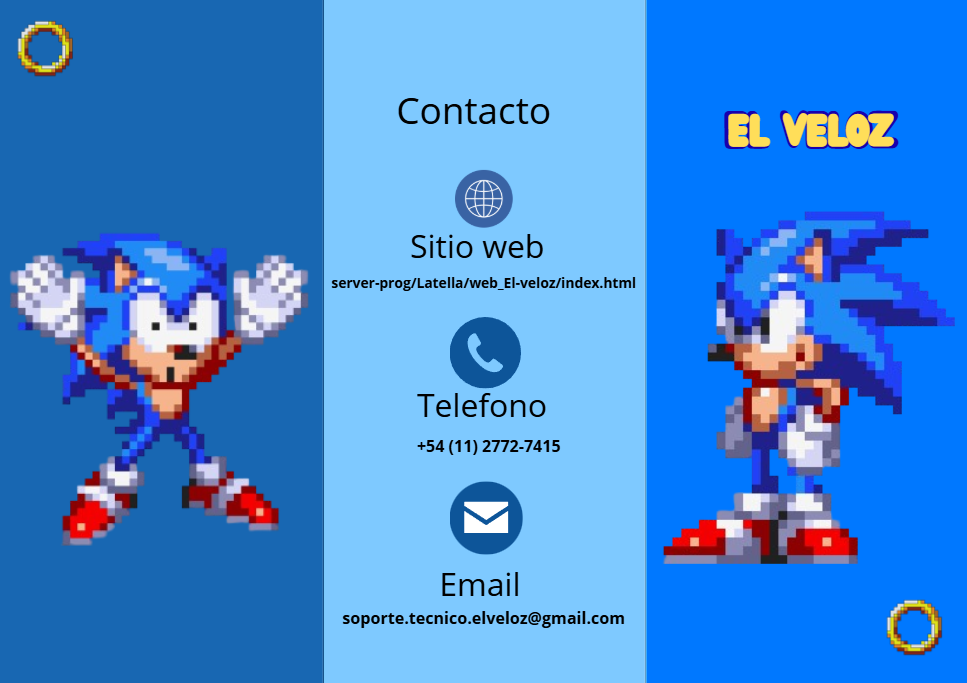 Contacto
Sitio web
server-prog/Latella/web_El-veloz/index.html
Telefono
+54 (11) 2772-7415
Email
soporte.tecnico.elveloz@gmail.com
EL VELOZ